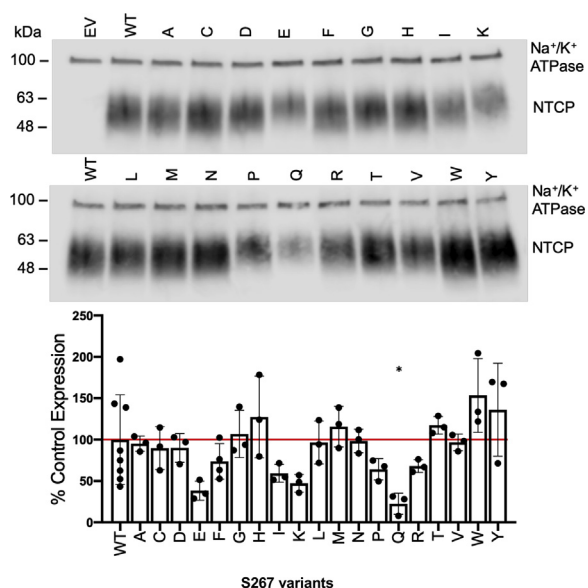 kDa EV WT A C D E F G H I K
100 Na⁺/K⁺ ATPase
63 NTCP
48
WT L M N P Q R T V W Y
100 Na⁺/K⁺ ATPase
63 NTCP
48
% Control Expression
250
200
150
100
50
0
*
WT A C D E F G H I K L M N P Q R T V W Y
S267 variants